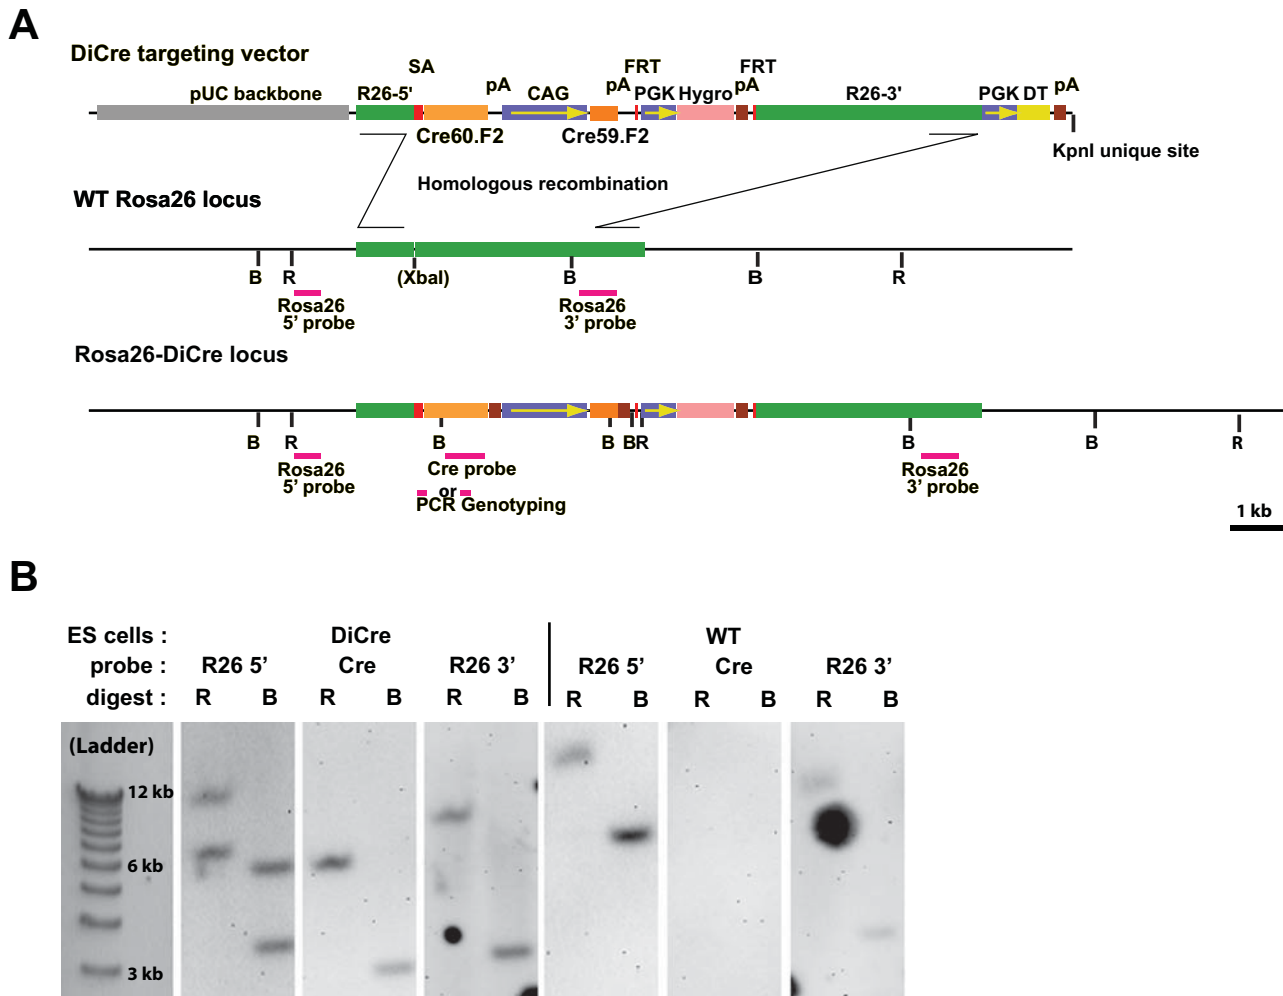 A
DiCre targeting vector
SA
FRT
FRT
pUC backbone
R26-5'
pA
CAG
pA
PGK
Hygro
pA
R26-3'
PGK
DT
pA
Cre60.F2
Cre59.F2
KpnI unique site
Homologous recombination
WT Rosa26 locus
B
R
(XbaI)
B
B
R
Rosa26
5’ probe
Rosa26
3’ probe
Rosa26-DiCre locus
B
R
B
B
BR
B
B
R
Rosa26
5’ probe
Cre probe
or
PCR Genotyping
Rosa26
3’ probe
1 kb
B
ES cells :
DiCre
WT
probe :
R26 5’
Cre
R26 3’
R26 5’
Cre
R26 3’
digest :
R
B
R
B
R
B
R
B
R
B
R
B
(Ladder)
12 kb
6 kb
3 kb